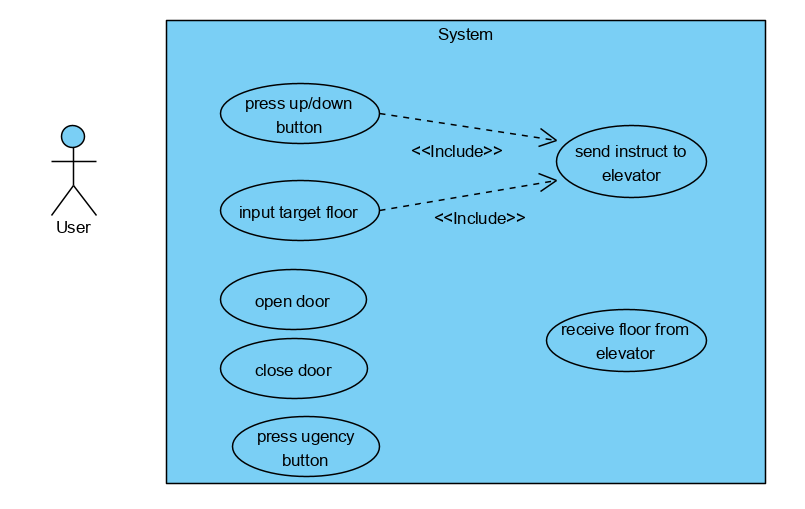 System
press up/down
button
<<Include>>
send instruct to
elevator
User
input target floor
<<Include>>
open door
receive floor from
elevator
close door
press ugency
button